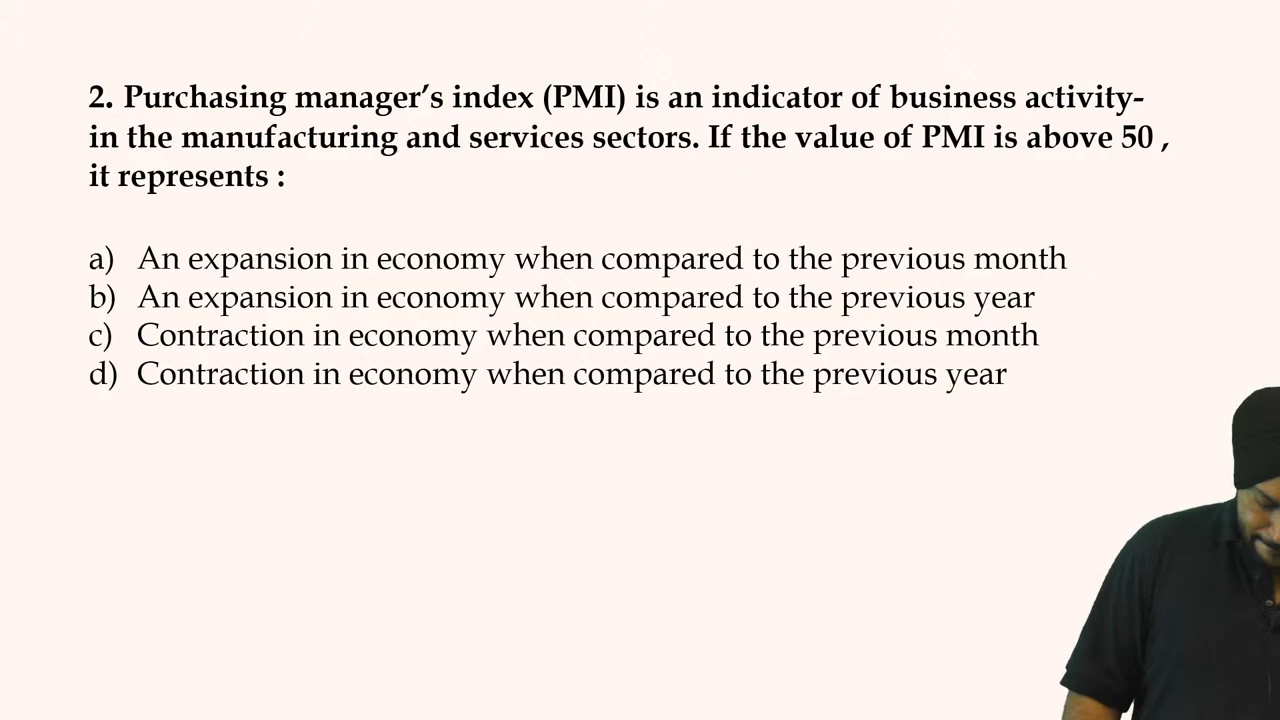 2. Purchasing manager’s index (PMI) is an indicator of business activity-
in the manufacturing and services sectors. If the value of PMI is above 50 ,
it represents :
a) An expansion in economy when compared to the previous month
b) An expansion in economy when compared to the previous year
c) Contraction in economy when compared to the previous month
d) Contraction in economy when compared to the previous year